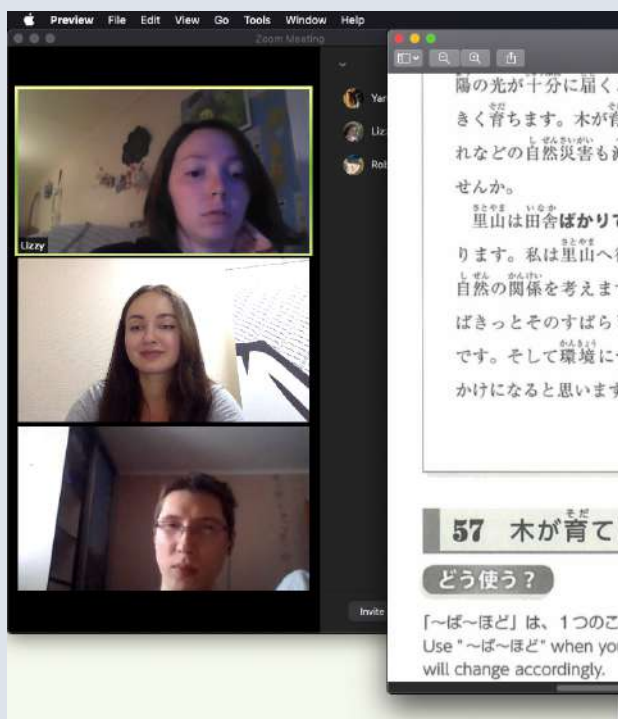 Preview File Edit View Go Tools Window Help
Zoom Meeting
Yar
Liz
Rob
Lizzy
Invite
陽の光が十分に届く
きく育ちます。木が育
れなどの自然災害も
せんか。
里山は田舎ばかりで
ります。私は里山へ
自然の関係を考えま
ばきっとそのすばら
です。そして環境に
かけになると思います
57 木が育て
どう使う?
「～ば～ほど」は、1つのこ
Use "～ば～ほど" when you
will change accordingly.